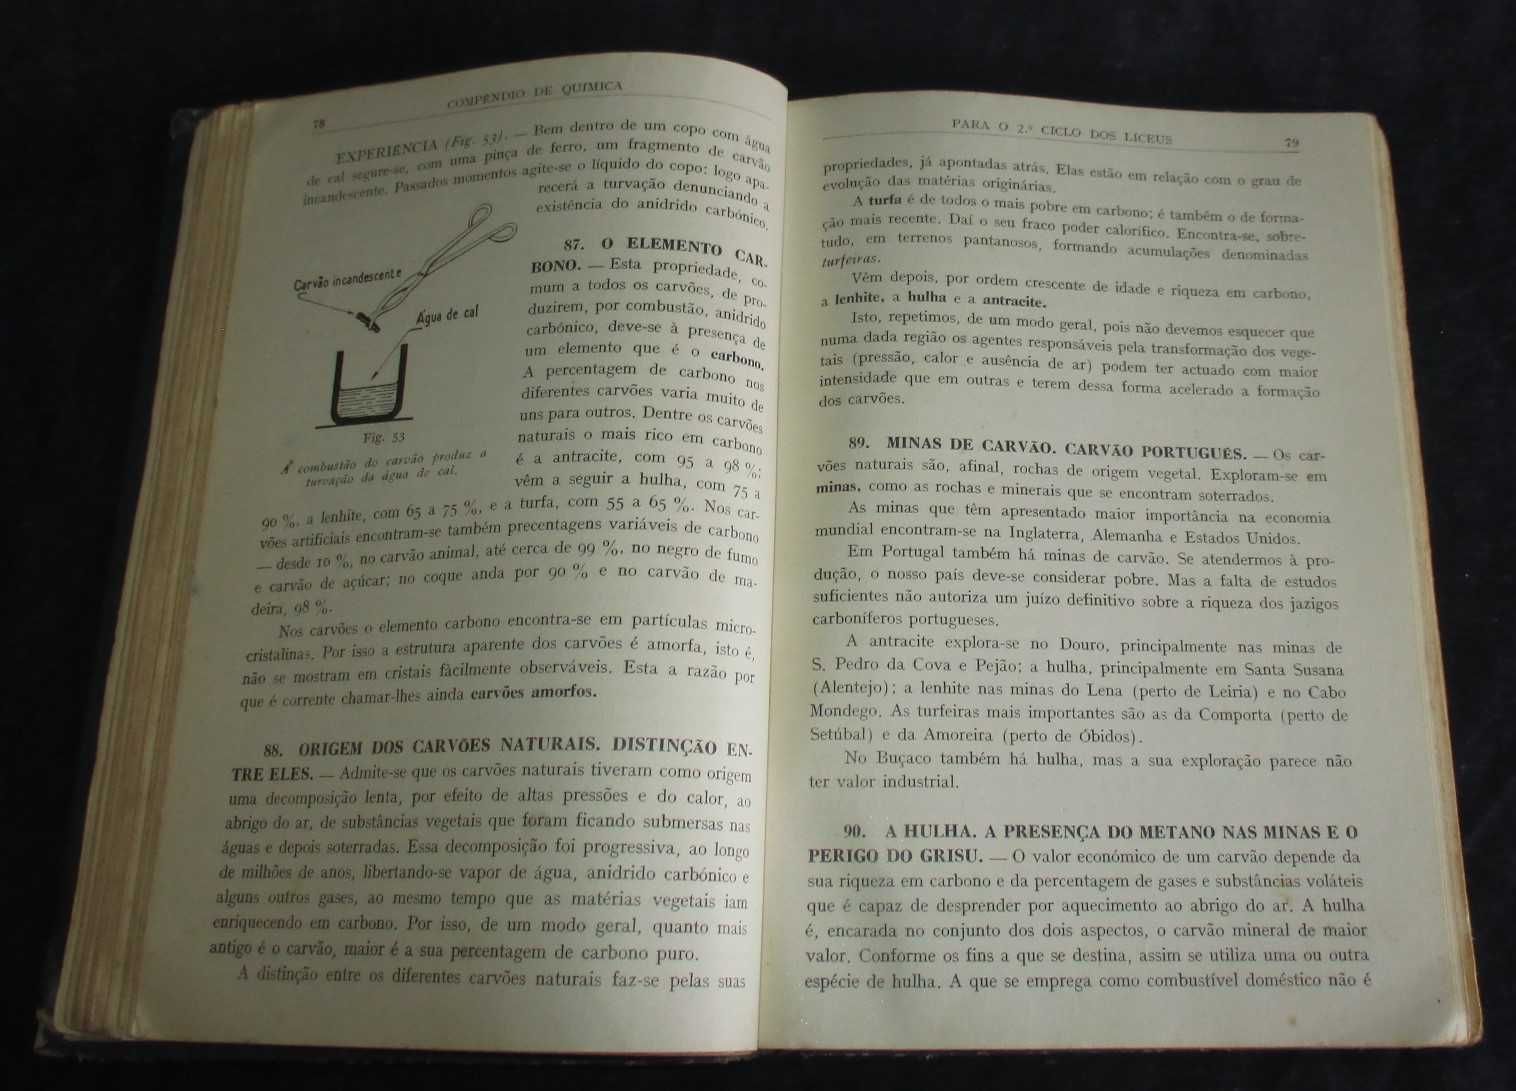 78
COMPÊNDIO DE QUÍMICA
EXPERIÊNCIA (Fig. 53). — Bem dentro de um copo com água
de cal segure-se, com uma pinça de ferro, um fragmento de carvão
incandescente. Passados momentos agite-se o líquido do copo: logo apa-
recerá a turvação denunciando a
existência do anidrido carbónico.
Carvão incandescente
Água de cal
Fig. 53
A combustão do carvão produz a
turvação da água de cal.
87. O ELEMENTO CAR-
BONO. — Esta propriedade, co-
mum a todos os carvões, de pro-
duzirem, por combustão, anidrido
carbónico, deve-se à presença de
um elemento que é o carbono.
A percentagem de carbono nos
diferentes carvões varia muito de
uns para outros. Dentre os carvões
naturais o mais rico em carbono
é a antracite, com 95 a 98 %;
vêm a seguir a hulha, com 75 a
90 %, a lenhite, com 65 a 75 %, e a turfa, com 55 a 65 %. Nos car-
vões artificiais encontram-se também precentagens variáveis de carbono
— desde 10 %, no carvão animal, até cerca de 99 %, no negro de fumo
e carvão de açúcar; no coque anda por 90 % e no carvão de ma-
deira, 98 %.
Nos carvões o elemento carbono encontra-se em partículas micro-
cristalinas. Por isso a estrutura aparente dos carvões é amorfa, isto é,
não se mostram em cristais fàcilmente observáveis. Esta a razão por
que é corrente chamar-lhes ainda carvões amorfos.
88. ORIGEM DOS CARVÕES NATURAIS. DISTINÇÃO EN-
TRE ELES. — Admite-se que os carvões naturais tiveram como origem
uma decomposição lenta, por efeito de altas pressões e do calor, ao
abrigo do ar, de substâncias vegetais que foram ficando submersas nas
águas e depois soterradas. Essa decomposição foi progressiva, ao longo
de milhões de anos, libertando-se vapor de água, anidrido carbónico e
alguns outros gases, ao mesmo tempo que as matérias vegetais iam
enriquecendo em carbono. Por isso, de um modo geral, quanto mais
antigo é o carvão, maior é a sua percentagem de carbono puro.
A distinção entre os diferentes carvões naturais faz-se pelas suas
PARA O 2.º CICLO DOS LICEUS
79
propriedades, já apontadas atrás. Elas estão em relação com o grau de
evolução das matérias originárias.
A turfa é de todos o mais pobre em carbono; é também o de forma-
ção mais recente. Daí o seu fraco poder calorífico. Encontra-se, sobre-
tudo, em terrenos pantanosos, formando acumulações denominadas
turfeiras.
Vêm depois, por ordem crescente de idade e riqueza em carbono,
a lenhite, a hulha e a antracite.
Isto, repetimos, de um modo geral, pois não devemos esquecer que
numa dada região os agentes responsáveis pela transformação dos vege-
tais (pressão, calor e ausência de ar) podem ter actuado com maior
intensidade que em outras e terem dessa forma acelerado a formação
dos carvões.
89. MINAS DE CARVÃO. CARVÃO PORTUGUÊS. — Os car-
vões naturais são, afinal, rochas de origem vegetal. Exploram-se em
minas, como as rochas e minerais que se encontram soterrados.
As minas que têm apresentado maior importância na economia
mundial encontram-se na Inglaterra, Alemanha e Estados Unidos.
Em Portugal também há minas de carvão. Se atendermos à pro-
dução, o nosso país deve-se considerar pobre. Mas a falta de estudos
suficientes não autoriza um juízo definitivo sobre a riqueza dos jazigos
carboníferos portugueses.
A antracite explora-se no Douro, principalmente nas minas de
S. Pedro da Cova e Pejão; a hulha, principalmente em Santa Susana
(Alentejo); a lenhite nas minas do Lena (perto de Leiria) e no Cabo
Mondego. As turfeiras mais importantes são as da Comporta (perto de
Setúbal) e da Amoreira (perto de Óbidos).
No Buçaco também há hulha, mas a sua exploração parece não
ter valor industrial.
90. A HULHA. A PRESENÇA DO METANO NAS MINAS E O
PERIGO DO GRISU. — O valor económico de um carvão depende da
sua riqueza em carbono e da percentagem de gases e substâncias voláteis
que é capaz de desprender por aquecimento ao abrigo do ar. A hulha
é, encarada no conjunto dos dois aspectos, o carvão mineral de maior
valor. Conforme os fins a que se destina, assim se utiliza uma ou outra
espécie de hulha. A que se emprega como combustível doméstico não é